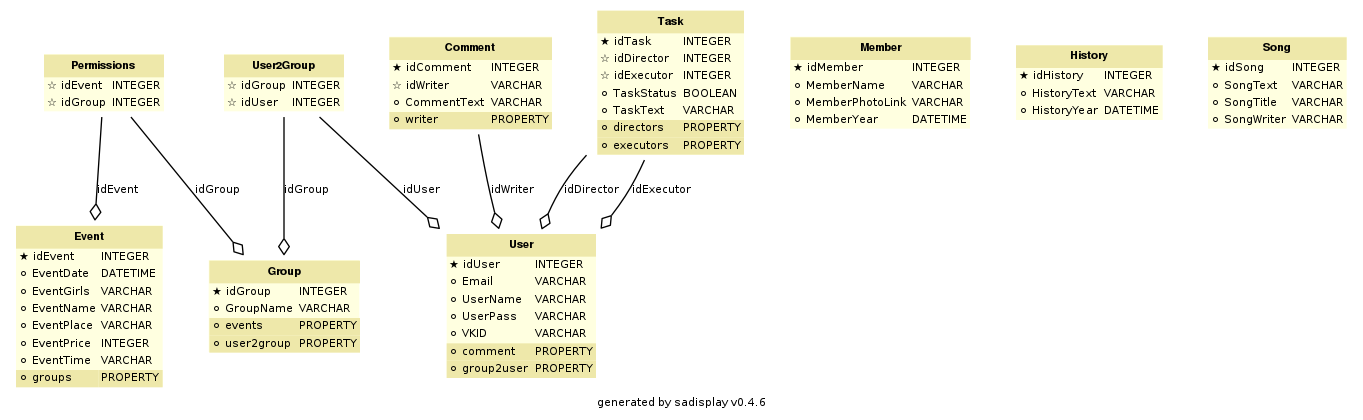 Permissions
☆ idEvent INTEGER
☆ idGroup INTEGER
User2Group
☆ idGroup INTEGER
☆ idUser INTEGER
Comment
★ idComment INTEGER
☆ idWriter VARCHAR
⚬ CommentText VARCHAR
⚬ writer PROPERTY
Task
★ idTask INTEGER
☆ idDirector INTEGER
☆ idExecutor INTEGER
⚬ TaskStatus BOOLEAN
⚬ TaskText VARCHAR
⚬ directors PROPERTY
⚬ executors PROPERTY
Member
★ idMember INTEGER
⚬ MemberName VARCHAR
⚬ MemberPhotoLink VARCHAR
⚬ MemberYear DATETIME
History
★ idHistory INTEGER
⚬ HistoryText VARCHAR
⚬ HistoryYear DATETIME
Song
★ idSong INTEGER
⚬ SongText VARCHAR
⚬ SongTitle VARCHAR
⚬ SongWriter VARCHAR
idEvent
idGroup
idGroup
idUser
idWriter
idDirector
idExecutor
Event
★ idEvent INTEGER
⚬ EventDate DATETIME
⚬ EventGirls VARCHAR
⚬ EventName VARCHAR
⚬ EventPlace VARCHAR
⚬ EventPrice INTEGER
⚬ EventTime VARCHAR
⚬ groups PROPERTY
Group
★ idGroup INTEGER
⚬ GroupName VARCHAR
⚬ events PROPERTY
⚬ user2group PROPERTY
User
★ idUser INTEGER
⚬ Email VARCHAR
⚬ UserName VARCHAR
⚬ UserPass VARCHAR
⚬ VKID VARCHAR
⚬ comment PROPERTY
⚬ group2user PROPERTY
generated by sadisplay v0.4.6